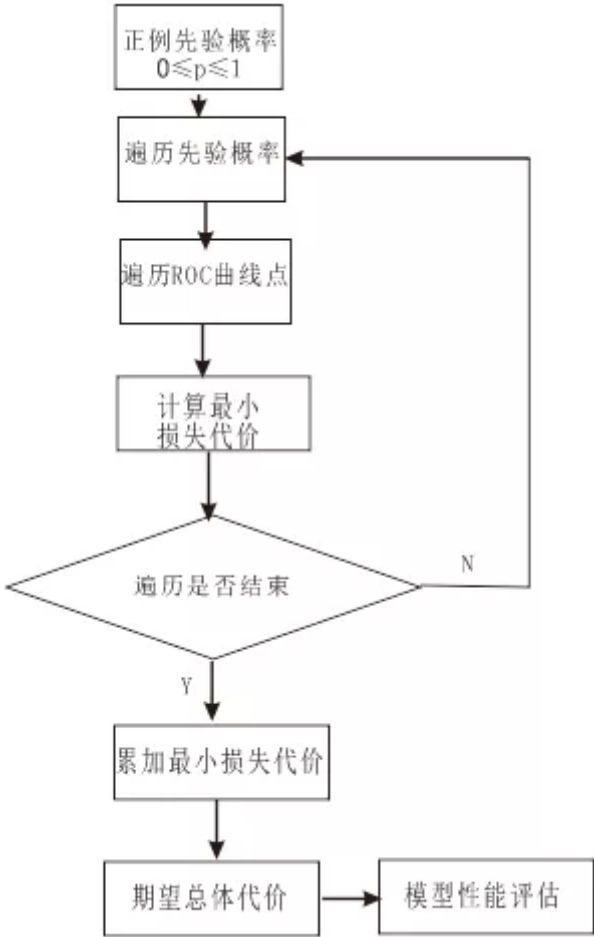 正例先验概率
0≤p≤1
遍历先验概率
遍历ROC曲线点
计算最小
损失代价
遍历是否结束
N
Y
累加最小损失代价
期望总体代价
模型性能评估